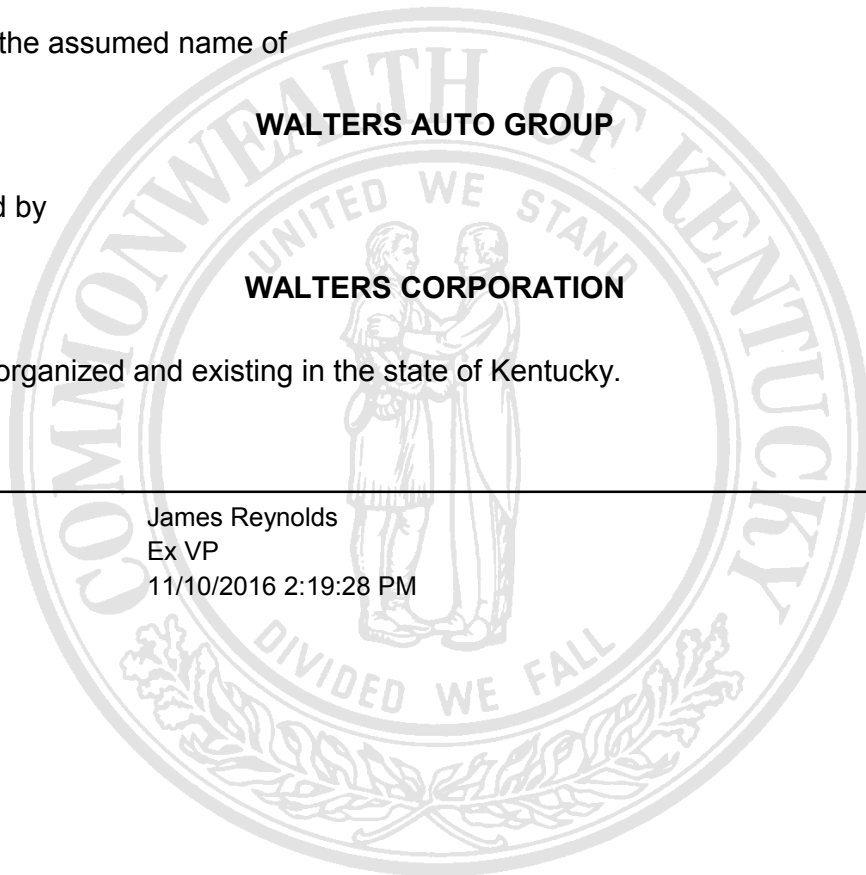 the assumed name of
WALTERS AUTO GROUP
d by
WALTERS CORPORATION
organized and existing in the state of Kentucky.
James Reynolds
Ex VP
11/10/2016 2:19:28 PM
COMMONWEALTH OF KENTUCKY
UNITED WE STAND
DIVIDED WE FALL